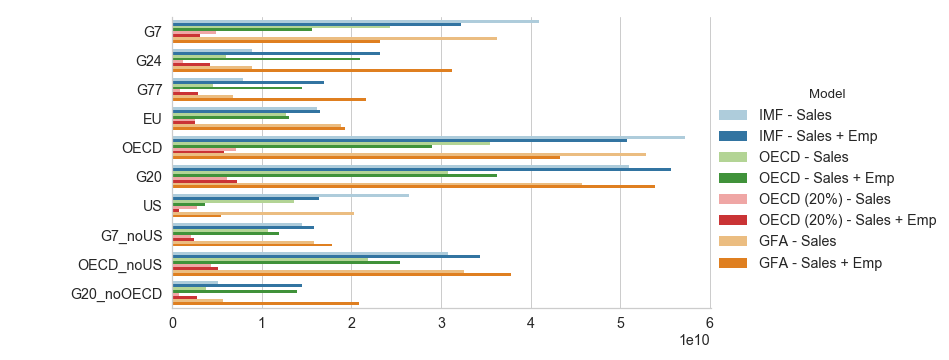 G7
G24
G77
EU
OECD
G20
US
G7_noUS
OECD_noUS
G20_noOECD
0 1 2 3 4 5 6
1e10
Model
IMF - Sales
IMF - Sales + Emp
OECD - Sales
OECD - Sales + Emp
OECD (20%) - Sales
OECD (20%) - Sales + Emp
GFA - Sales
GFA - Sales + Emp